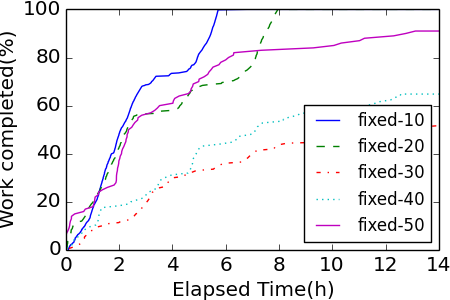 100
80
60
40
20
0
Work completed(%)
fixed-10
fixed-20
fixed-30
fixed-40
fixed-50
0 2 4 6 8 10 12 14
Elapsed Time(h)